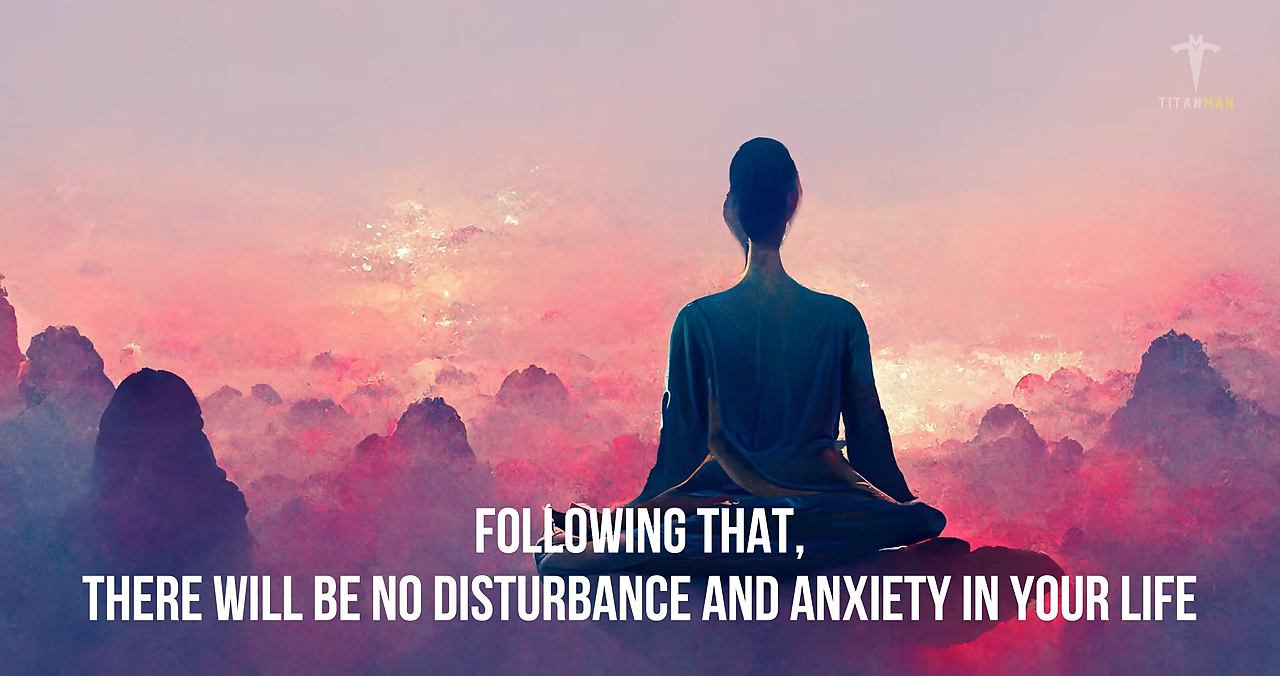 TITANMAN
FOLLOWING THAT,
THERE WILL BE NO DISTURBANCE AND ANXIETY IN YOUR LIFE